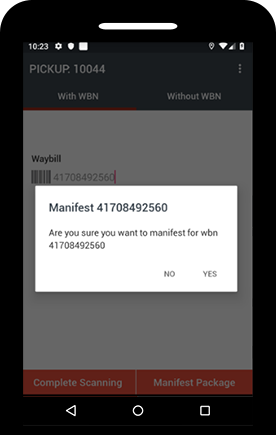 10:23
PICKUP. 10044
With WBN
Without WBN
Waybill
41708492560
Manifest 41708492560
Are you sure you want to manifest for wbn
41708492560
NO
YES
Complete Scanning
Manifest Package